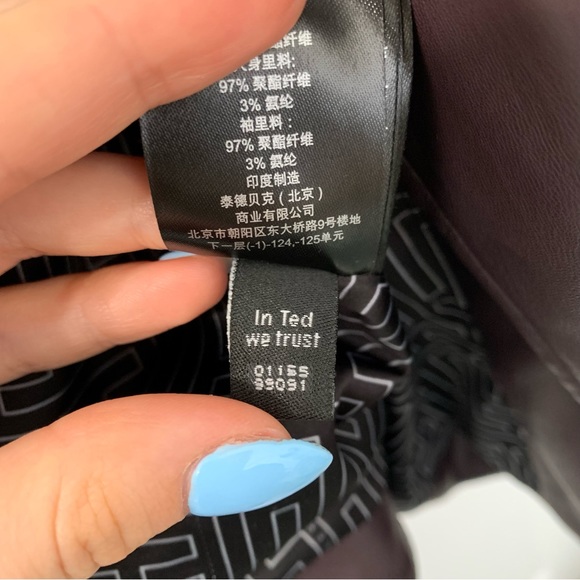 纤维
身里料:
97% 聚酯纤维
3% 氨纶
袖里料:
97% 聚酯纤维
3% 氨纶
印度制造
泰德贝克（北京）
商业有限公司
北京市朝阳区东大桥路9号楼地
下一层(-1)-124,-125单元
In Ted
we trust
01155
99091